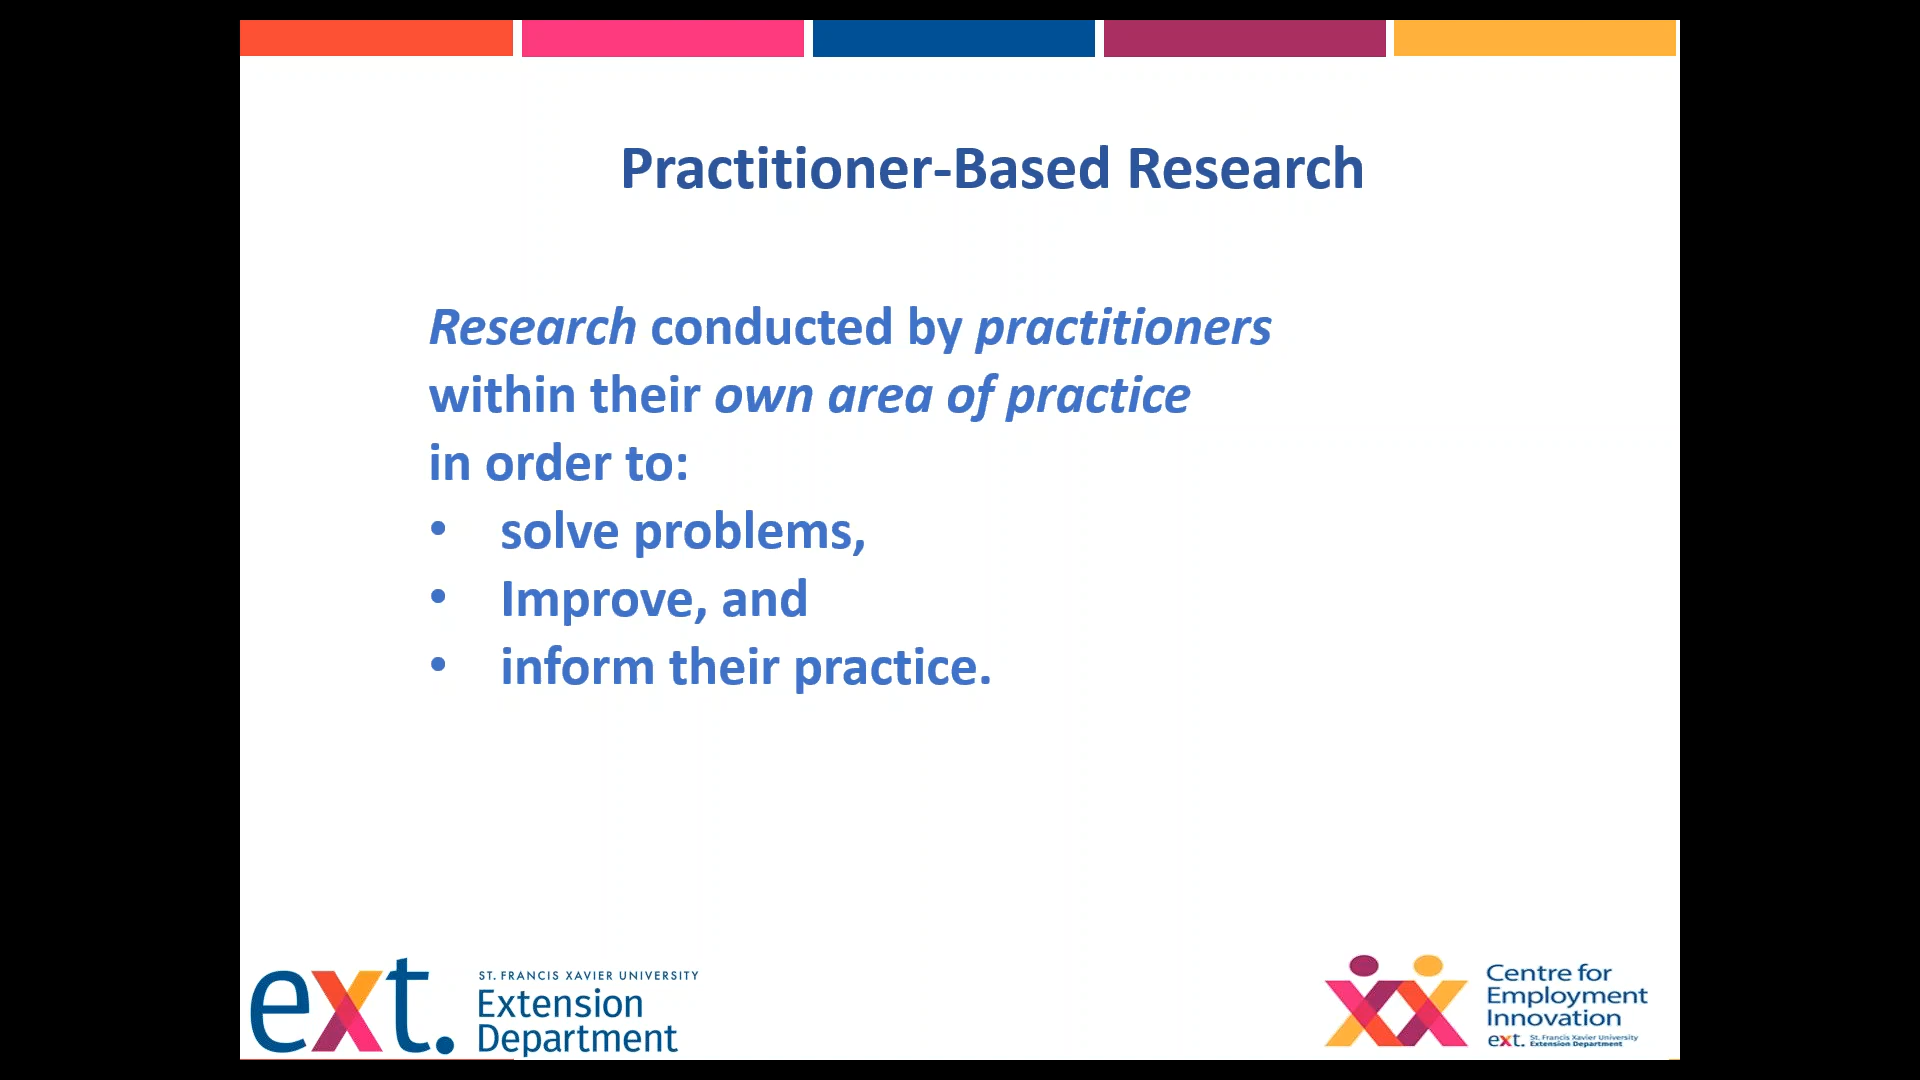 Practitioner-Based Research
Research conducted by practitioners
within their own area of practice
in order to:
• solve problems,
• Improve, and
• inform their practice.
ext.
ST. FRANCIS XAVIER UNIVERSITY
Extension
Department
Centre for
Employment
Innovation
ext. St. Francis Xavier University
Extension Department